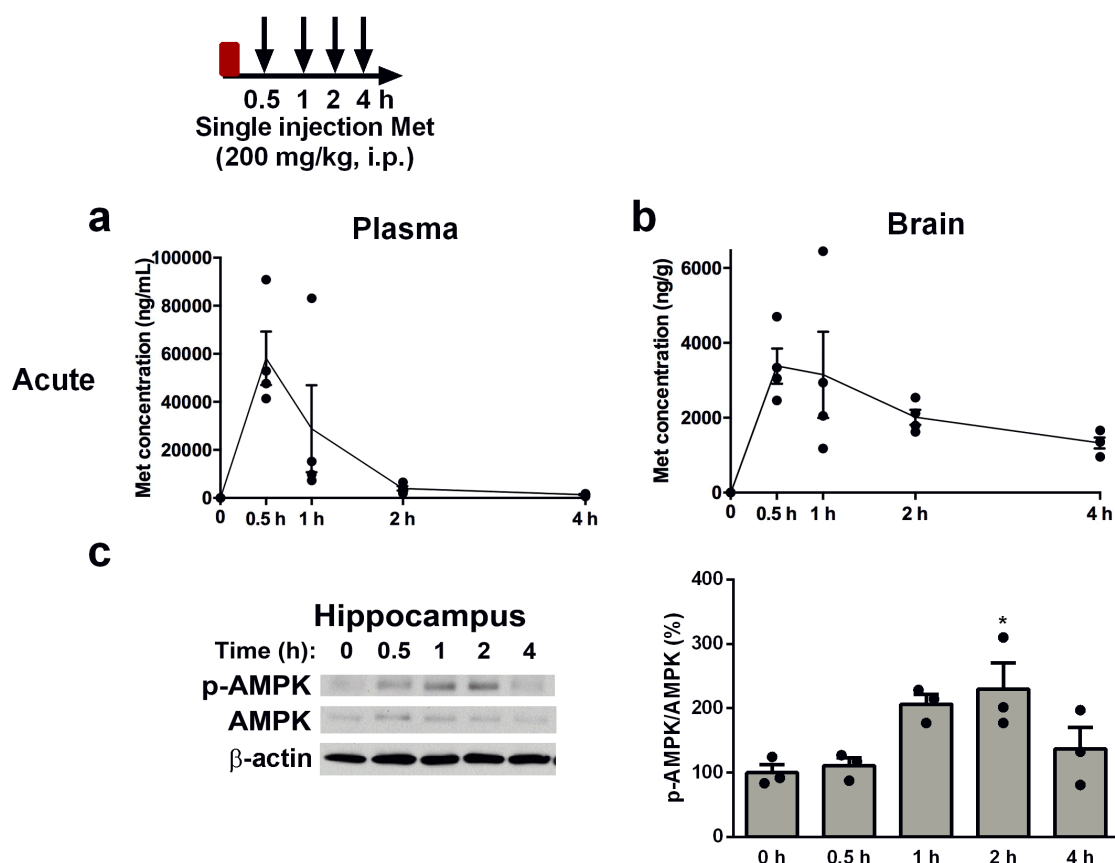 0.5 1 2 4 h
Single injection Met
(200 mg/kg, i.p.)
a
Plasma
Met concentration (ng/mL)
100000
80000
60000
40000
20000
0
0 0.5 h 1 h 2 h 4 h
b
Brain
Met concentration (ng/g)
6000
4000
2000
0
0 0.5 h 1 h 2 h 4 h
Acute
c
Hippocampus
Time (h): 0 0.5 1 2 4
p-AMPK
AMPK
β-actin
p-AMPK/AMPK (%)
400
300
200
100
0
*
0 h 0.5 h 1 h 2 h 4 h